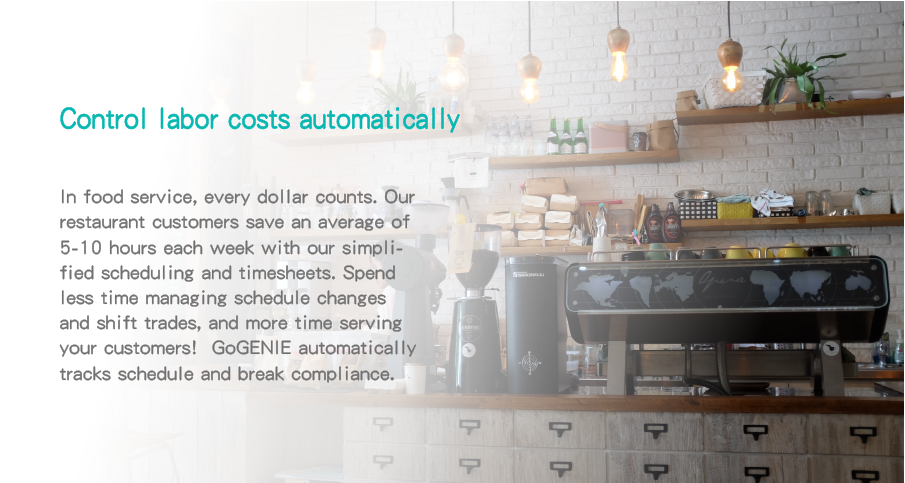 Control labor costs automatically
In food service, every dollar counts. Our
restaurant customers save an average of
5-10 hours each week with our simpli-
fied scheduling and timesheets. Spend
less time managing schedule changes
and shift trades, and more time serving
your customers!  GoGENIE automatically
tracks schedule and break compliance.